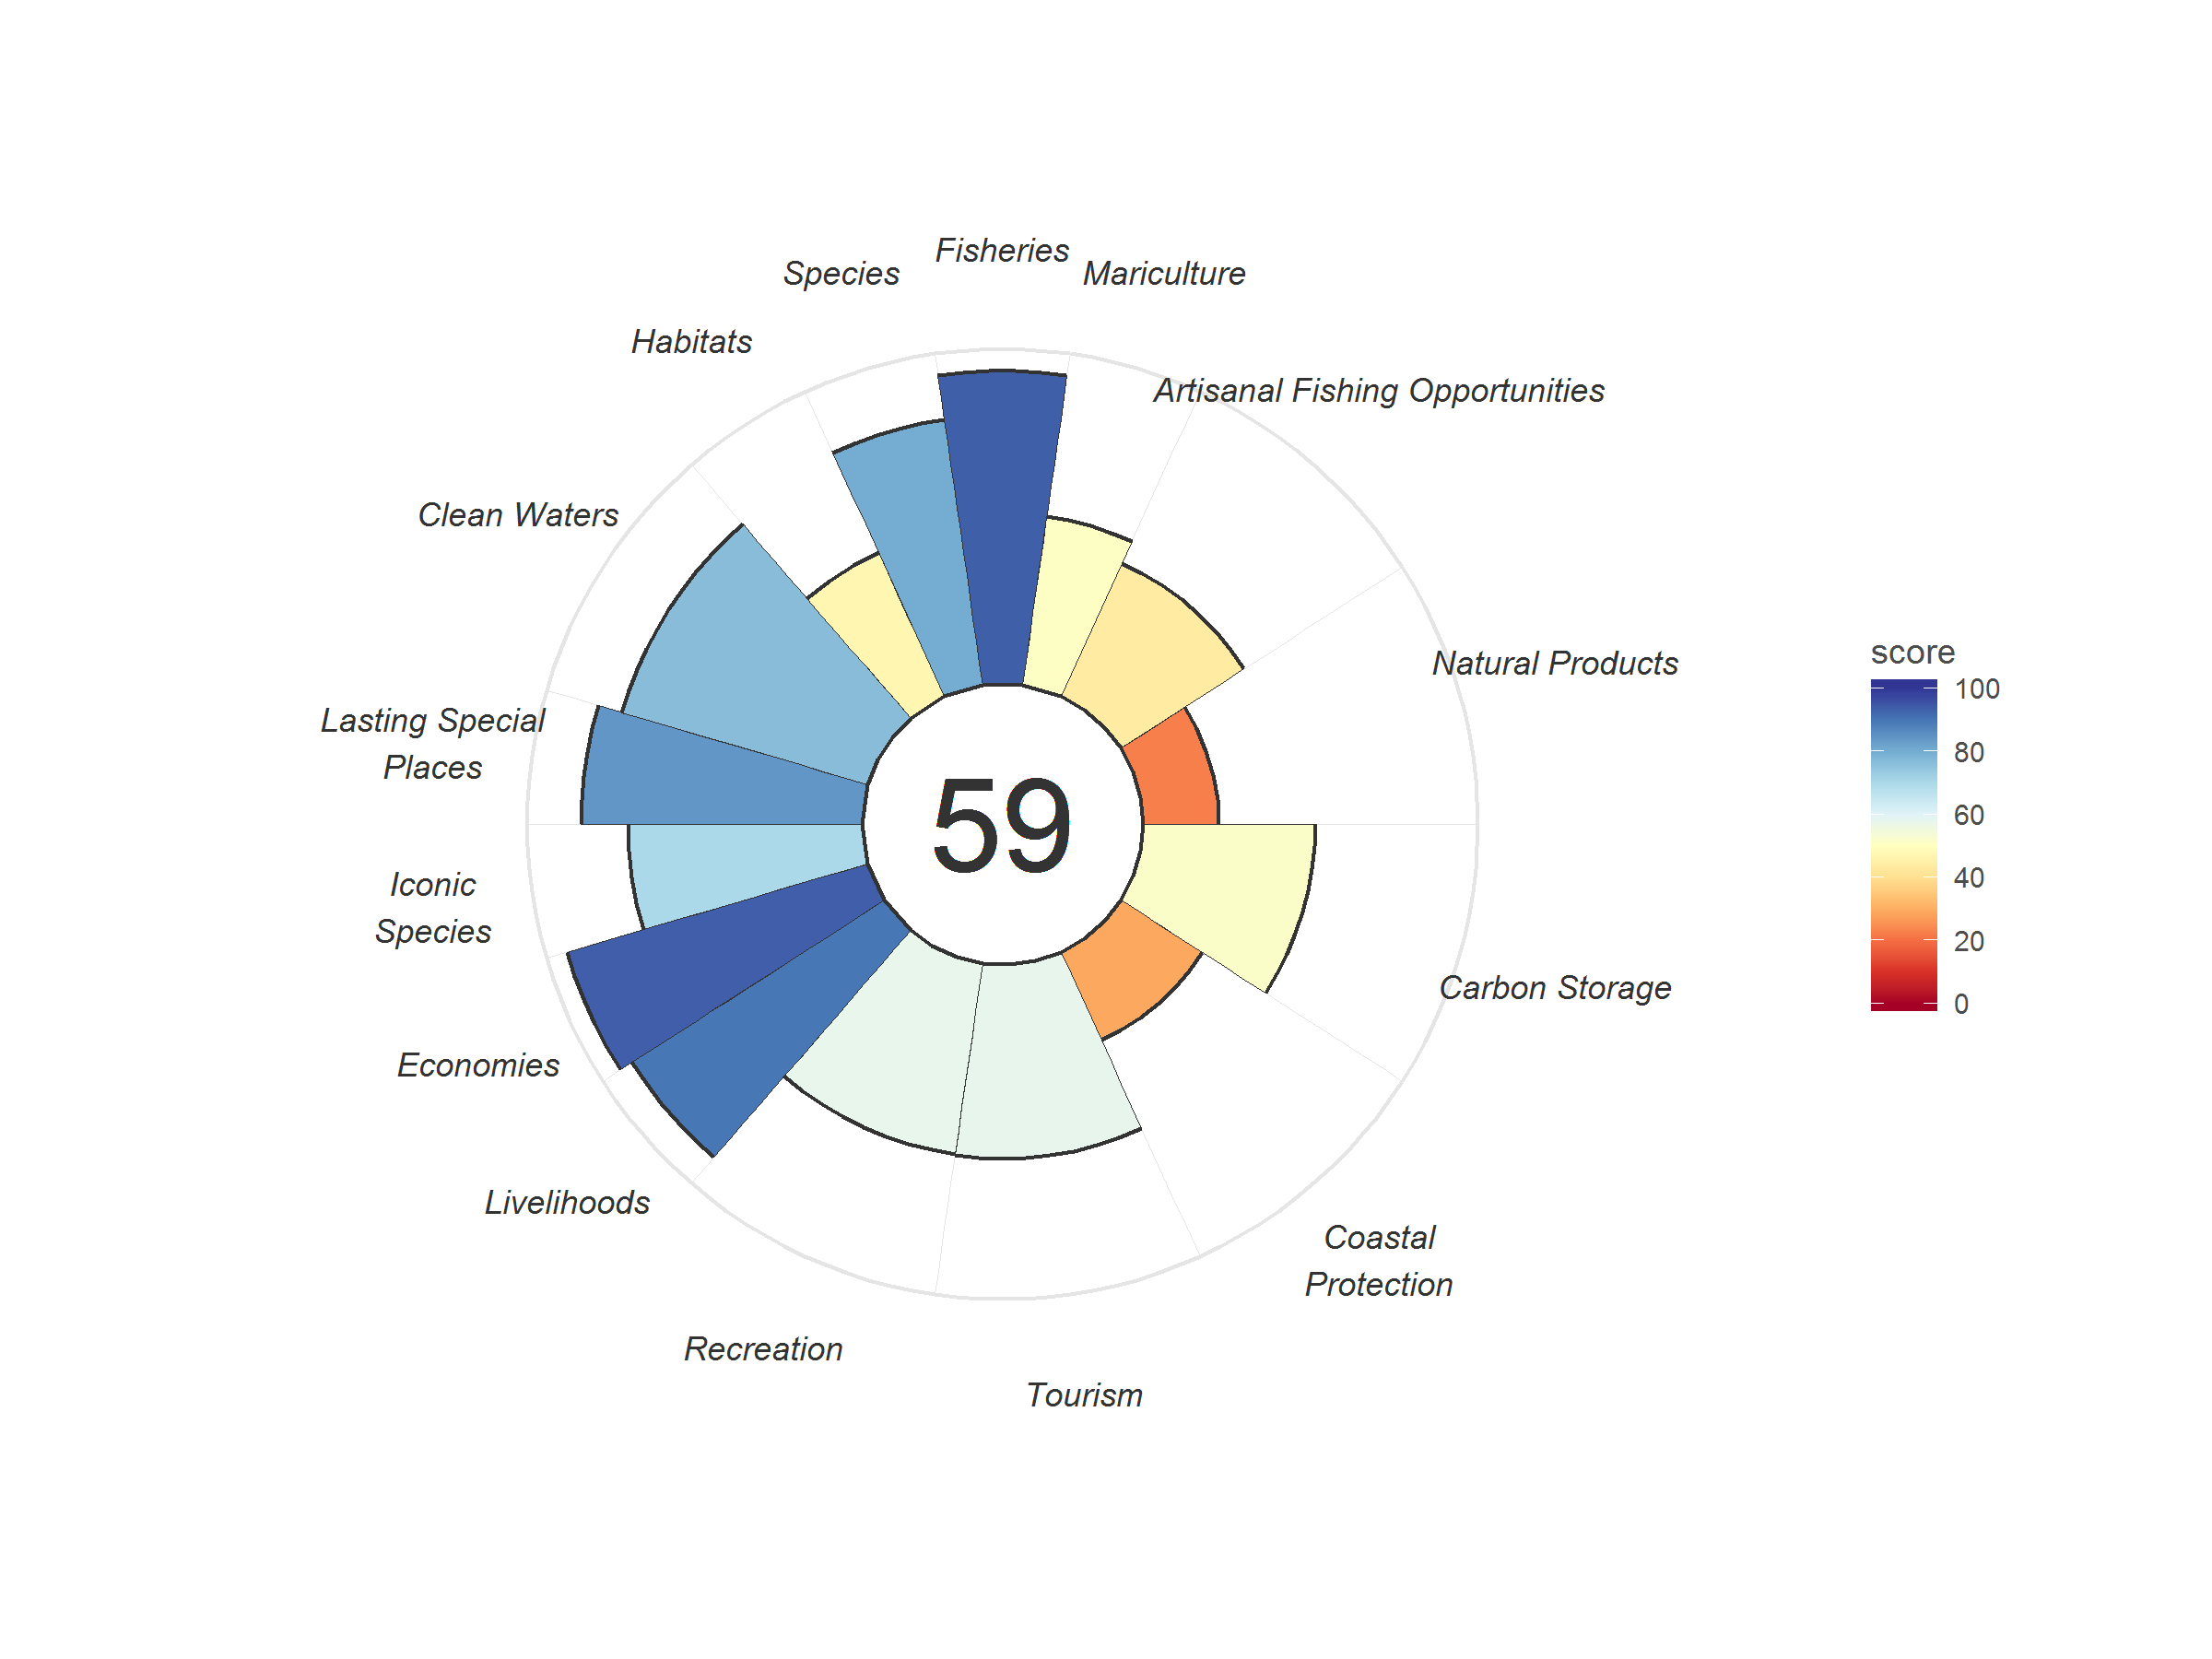 Fisheries
Species
Mariculture
Habitats
Artisanal Fishing Opportunities
Clean Waters
Natural Products
Lasting Special
Places
59
Iconic
Species
Carbon Storage
Economies
Livelihoods
Coastal
Protection
Recreation
Tourism
score
100
80
60
40
20
0